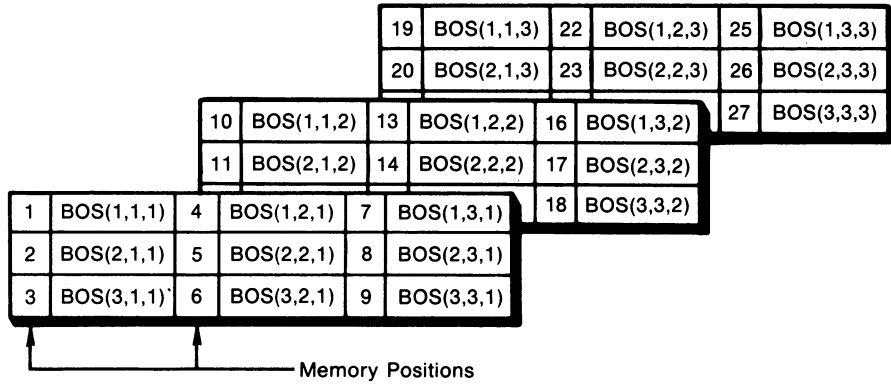 19 BOS(1,1,3) 22 BOS(1,2,3) 25 BOS(1,3,3)
20 BOS(2,1,3) 23 BOS(2,2,3) 26 BOS(2,3,3)
27 BOS(3,3,3)
10 BOS(1,1,2) 13 BOS(1,2,2) 16 BOS(1,3,2)
11 BOS(2,1,2) 14 BOS(2,2,2) 17 BOS(2,3,2)
18 BOS(3,3,2)
1 BOS(1,1,1) 4 BOS(1,2,1) 7 BOS(1,3,1)
2 BOS(2,1,1) 5 BOS(2,2,1) 8 BOS(2,3,1)
3 BOS(3,1,1) 6 BOS(3,2,1) 9 BOS(3,3,1)
Memory Positions